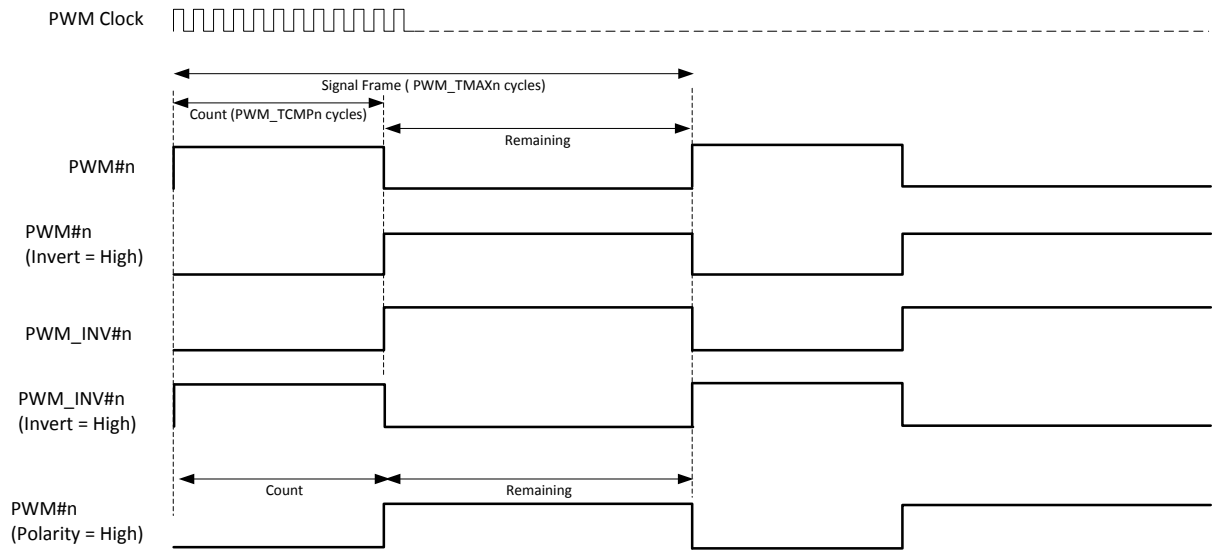 PWM Clock
Signal Frame ( PWM_TMAXn cycles)
Count (PWM_TCMPn cycles)
Remaining
PWM#n
PWM#n
(Invert = High)
PWM_INV#n
PWM_INV#n
(Invert = High)
Count
Remaining
PWM#n
(Polarity = High)